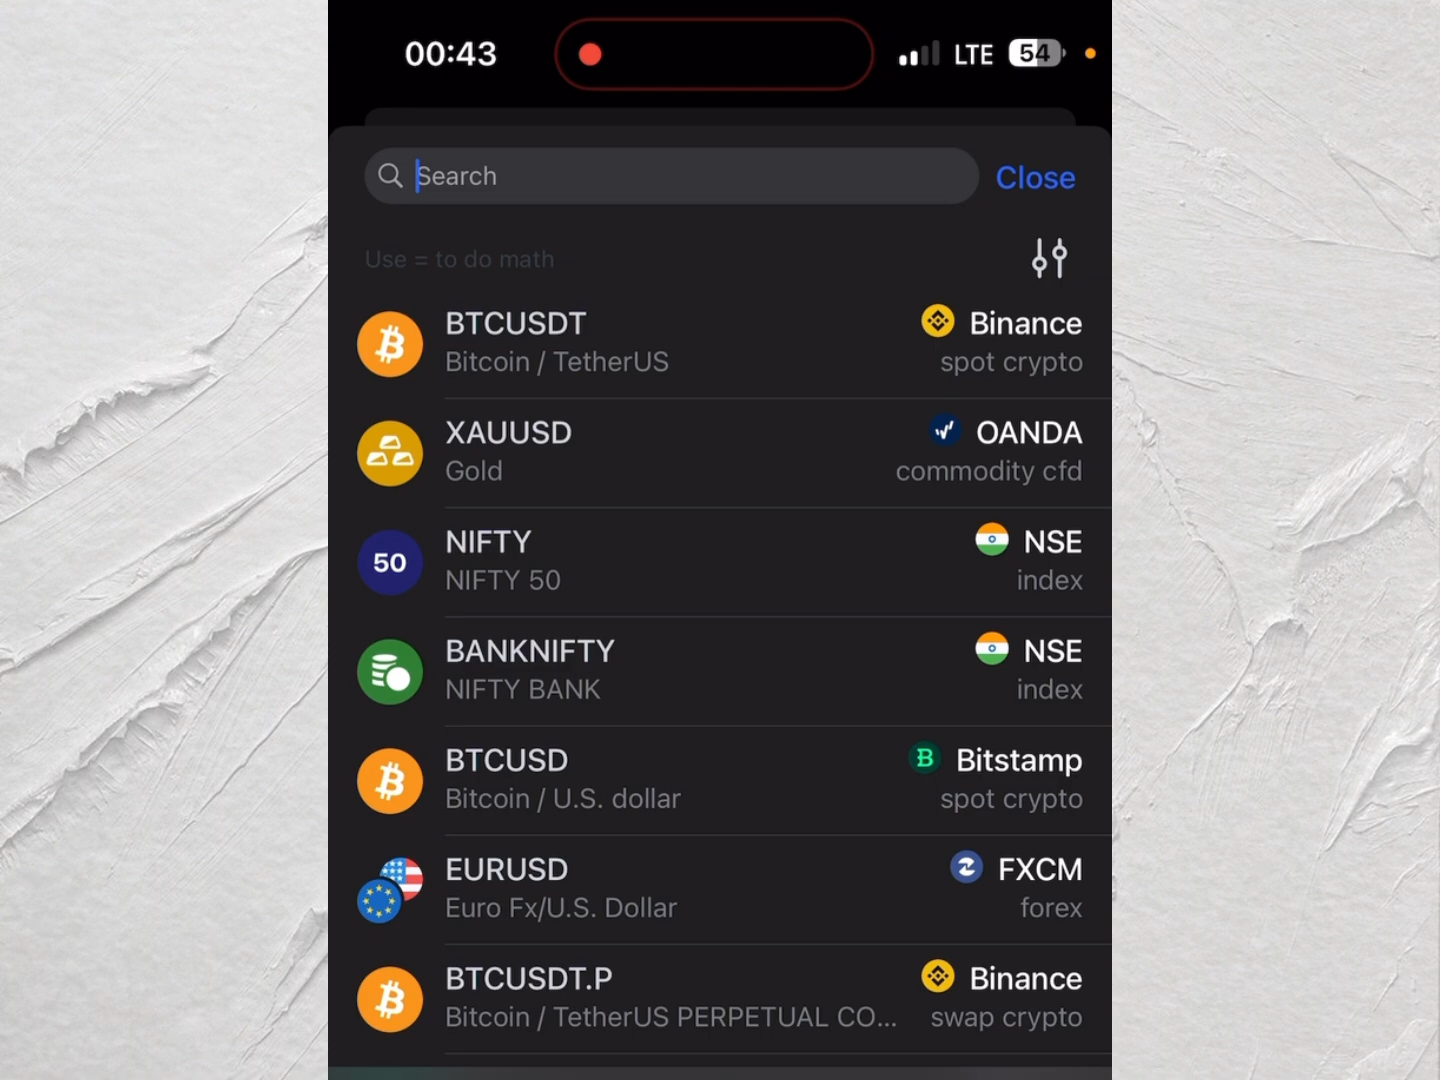 00:43 LTE 54
Search Close
Use = to do math
BTCUSDT Binance
Bitcoin / TetherUS spot crypto
XAUUSD OANDA
Gold commodity cfd
50 NIFTY NSE
NIFTY 50 index
BANKNIFTY NSE
NIFTY BANK index
BTCUSD Bitstamp
Bitcoin / U.S. dollar spot crypto
EURUSD FXCM
Euro Fx/U.S. Dollar forex
BTCUSDT.P Binance
Bitcoin / TetherUS PERPETUAL CO... swap crypto